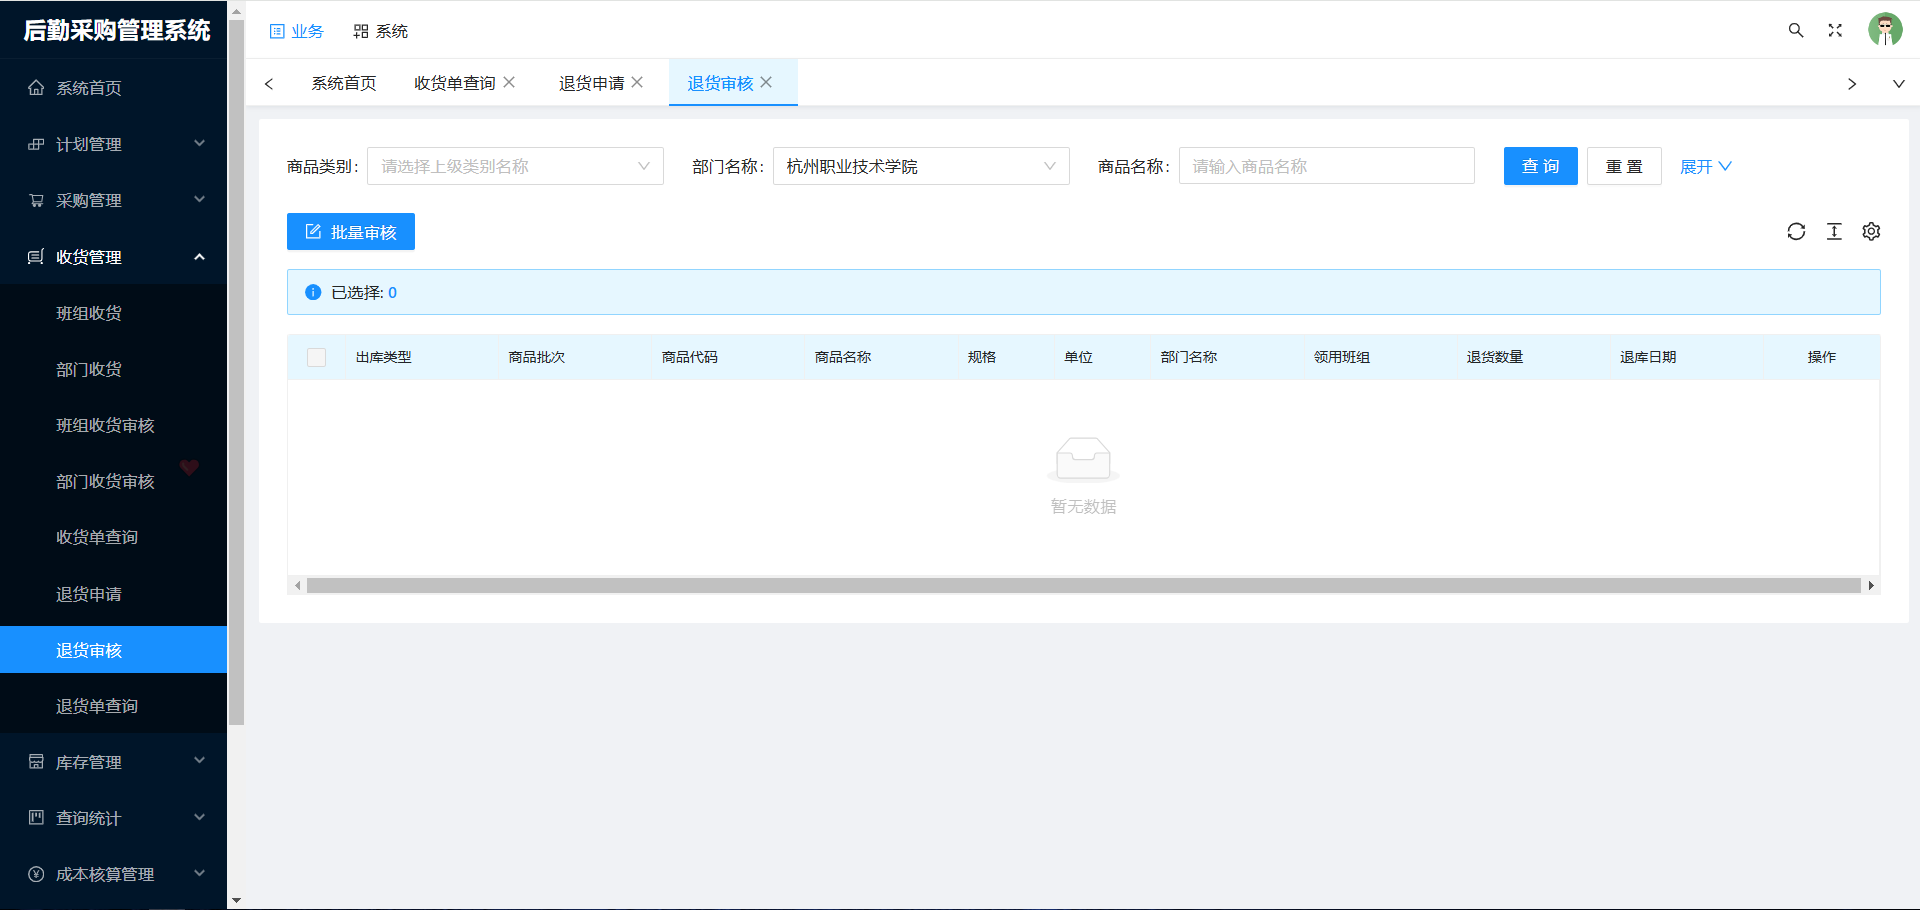 后勤采购管理系统
业务
系统
系统首页
收货单查询
退货申请
退货审核
系统首页
计划管理
采购管理
收货管理
班组收货
部门收货
班组收货审核
部门收货审核
收货单查询
退货申请
退货审核
退货单查询
库存管理
查询统计
成本核算管理
商品类别: 请选择上级类别名称
部门名称: 杭州职业技术学院
商品名称: 请输入商品名称
查 询
重 置
展开
批量审核
已选择: 0
出库类型 商品批次 商品代码 商品名称 规格 单位 部门名称 领用班组 退货数量 退库日期 操作
暂无数据